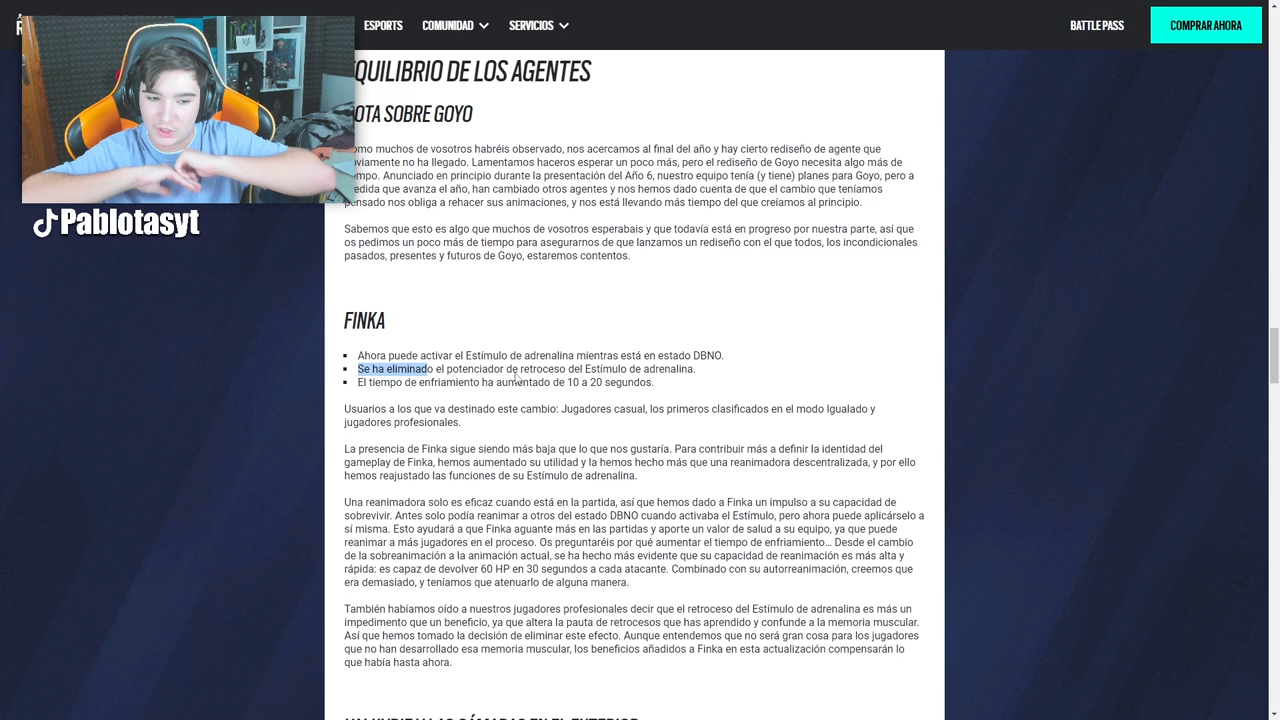 ESPORTS COMUNIDAD SERVICIOS BATTLE PASS COMPRAR AHORA
QUILIBRIO DE LOS AGENTES
OTA SOBRE GOYO
omo muchos de vosotros habréis observado, nos acercamos al final del año y hay cierto rediseño de agente que
viamente no ha llegado. Lamentamos haceros esperar un poco más, pero el rediseño de Goyo necesita algo más de
mpo. Anunciado en principio durante la presentación del Año 6, nuestro equipo tenía (y tiene) planes para Goyo, pero a
edida que avanza el año, han cambiado otros agentes y nos hemos dado cuenta de que el cambio que teníamos
pensado nos obliga a rehacer sus animaciones, y nos está llevando más tiempo del que creíamos al principio.
Pablotasyt
Sabemos que esto es algo que muchos de vosotros esperabais y que todavía está en progreso por nuestra parte, así que
os pedimos un poco más de tiempo para asegurarnos de que lanzamos un rediseño con el que todos, los incondicionales
pasados, presentes y futuros de Goyo, estaremos contentos.
FINKA
Ahora puede activar el Estímulo de adrenalina mientras está en estado DBNO.
Se ha eliminado el potenciador de retroceso del Estímulo de adrenalina.
El tiempo de enfriamiento ha aumentado de 10 a 20 segundos.
Usuarios a los que va destinado este cambio: Jugadores casual, los primeros clasificados en el modo Igualado y
jugadores profesionales.
La presencia de Finka sigue siendo más baja que lo que nos gustaría. Para contribuir más a definir la identidad del
gameplay de Finka, hemos aumentado su utilidad y la hemos hecho más que una reanimadora descentralizada, y por ello
hemos reajustado las funciones de su Estímulo de adrenalina.
Una reanimadora solo es eficaz cuando está en la partida, así que hemos dado a Finka un impulso a su capacidad de
sobrevivir. Antes solo podía reanimar a otros del estado DBNO cuando activaba el Estímulo, pero ahora puede aplicárselo a
sí misma. Esto ayudará a que Finka aguante más en las partidas y aporte un valor de salud a su equipo, ya que puede
reanimar a más jugadores en el proceso. Os preguntaréis por qué aumentar el tiempo de enfriamiento... Desde el cambio
de la sobreanimación a la animación actual, se ha hecho más evidente que su capacidad de reanimación es más alta y
rápida: es capaz de devolver 60 HP en 30 segundos a cada atacante. Combinado con su autorreanimación, creemos que
era demasiado, y teníamos que atenuarlo de alguna manera.
También habíamos oído a nuestros jugadores profesionales decir que el retroceso del Estímulo de adrenalina es más un
impedimento que un beneficio, ya que altera la pauta de retrocesos que has aprendido y confunde a la memoria muscular.
Así que hemos tomado la decisión de eliminar este efecto. Aunque entendemos que no será gran cosa para los jugadores
que no han desarrollado esa memoria muscular, los beneficios añadidos a Finka en esta actualización compensarán lo
que había hasta ahora.